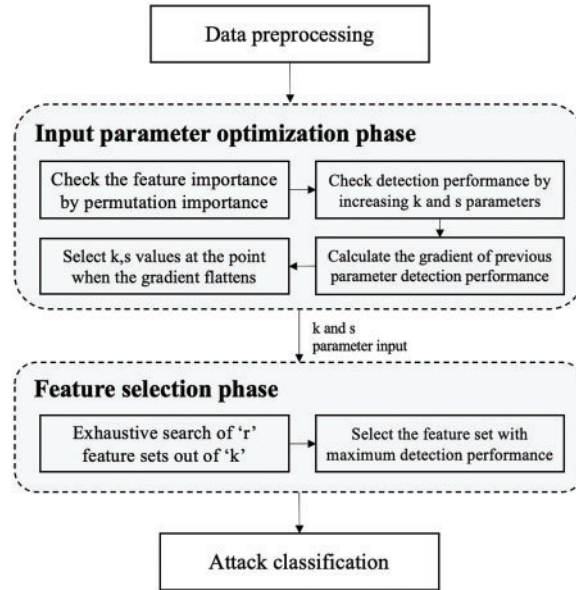 Data preprocessing
Input parameter optimization phase
Check the feature importance
by permutation importance
Check detection performance by
increasing k and s parameters
Select k,s values at the point
when the gradient flattens
Calculate the gradient of previous
parameter detection performance
k and s
parameter input
Feature selection phase
Exhaustive search of ‘r’
feature sets out of ‘k’
Select the feature set with
maximum detection performance
Attack classification